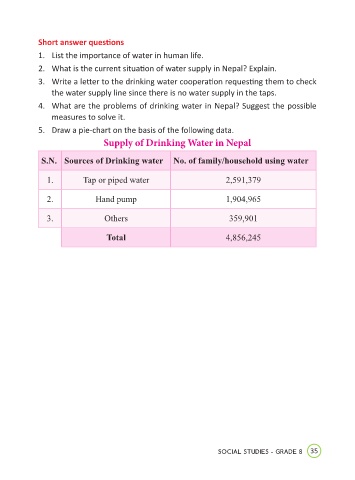 Short answer questions
1. List the importance of water in human life.
2. What is the current situation of water supply in Nepal? Explain.
3. Write a letter to the drinking water cooperation requesting them to check
the water supply line since there is no water supply in the taps.
4. What are the problems of drinking water in Nepal? Suggest the possible
measures to solve it.
5. Draw a pie-chart on the basis of the following data.
Supply of Drinking Water in Nepal
S.N. Sources of Drinking water No. of family/household using water
1. Tap or piped water 2,591,379
2. Hand pump 1,904,965
3. Others 359,901
Total 4,856,245
SOCIAL STUDIES - GRADE 8 35